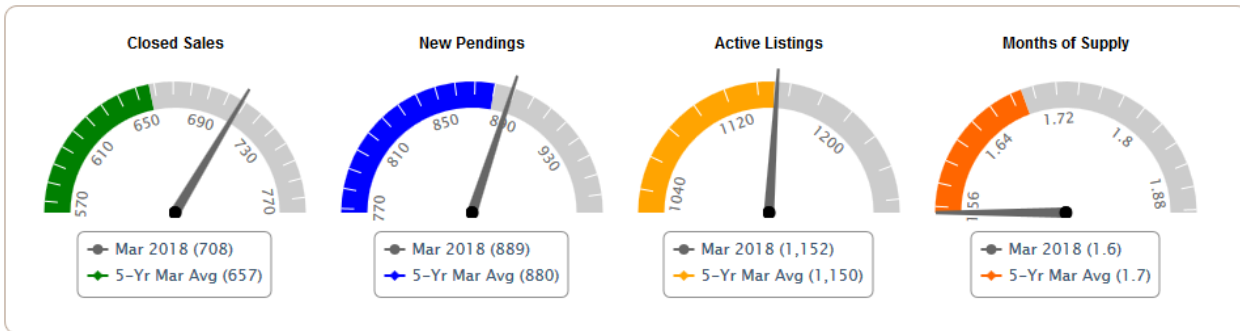 Closed Sales
570
610
650
690
730
770
Mar 2018 (708)
5-Yr Mar Avg (657)
New Pendings
770
810
850
890
930
Mar 2018 (889)
5-Yr Mar Avg (880)
Active Listings
1040
1120
1200
Mar 2018 (1,152)
5-Yr Mar Avg (1,150)
Months of Supply
1.56
1.64
1.72
1.8
1.88
Mar 2018 (1.6)
5-Yr Mar Avg (1.7)